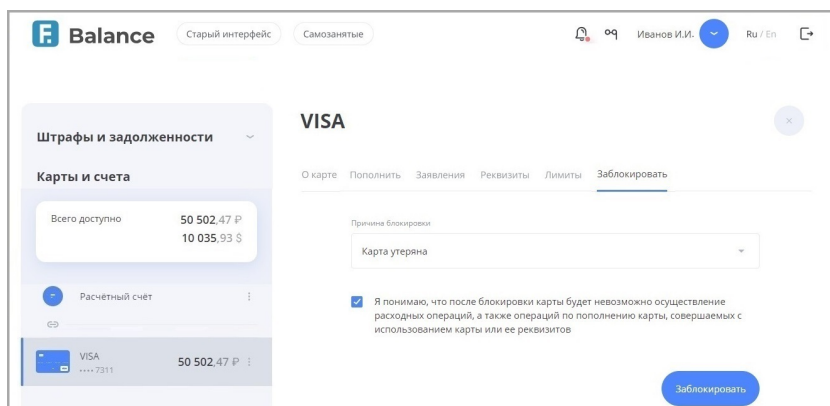 F. Balance
Старый интерфейс
Самозанятые
Иванов И.И.
Ru / En
Штрафы и задолженности
Карты и счета
Всего доступно 50 502,47 ₽
10 035,93 $
Расчётный счёт
VISA
•••• 7311
50 502,47 ₽
VISA
О карте Пополнить Заявления Реквизиты Лимиты Заблокировать
Причина блокировки
Карта утеряна
Я понимаю, что после блокировки карты будет невозможно осуществление
расходных операций, а также операций по пополнению карты, совершаемых с
использованием карты или ее реквизитов
Заблокировать